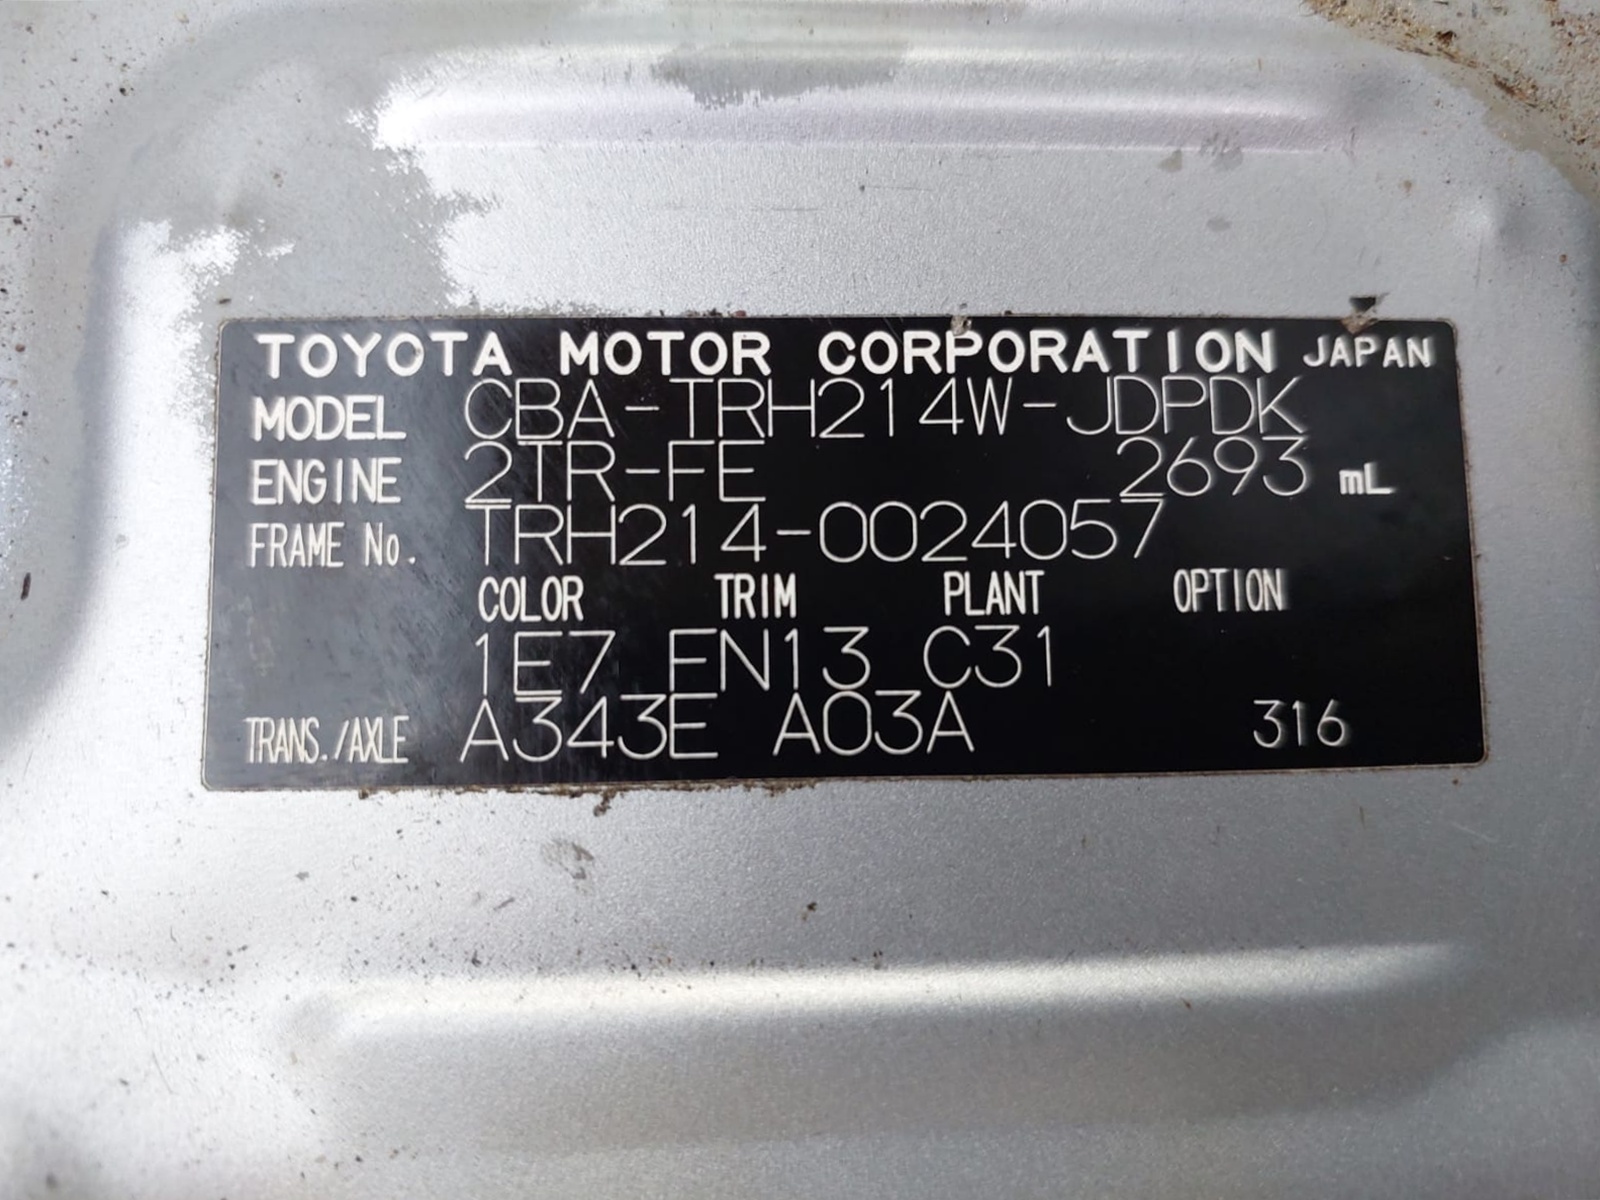 TOYOTA MOTOR CORPORATION JAPAN
MODEL CBA-TRH214W-JDPDK
ENGINE 2TR-FE 2693 mL
FRAME No. TRH214-0024057
COLOR TRIM PLANT OPTION
1E7 FN13 C31
TRANS./AXLE A343E A03A 316